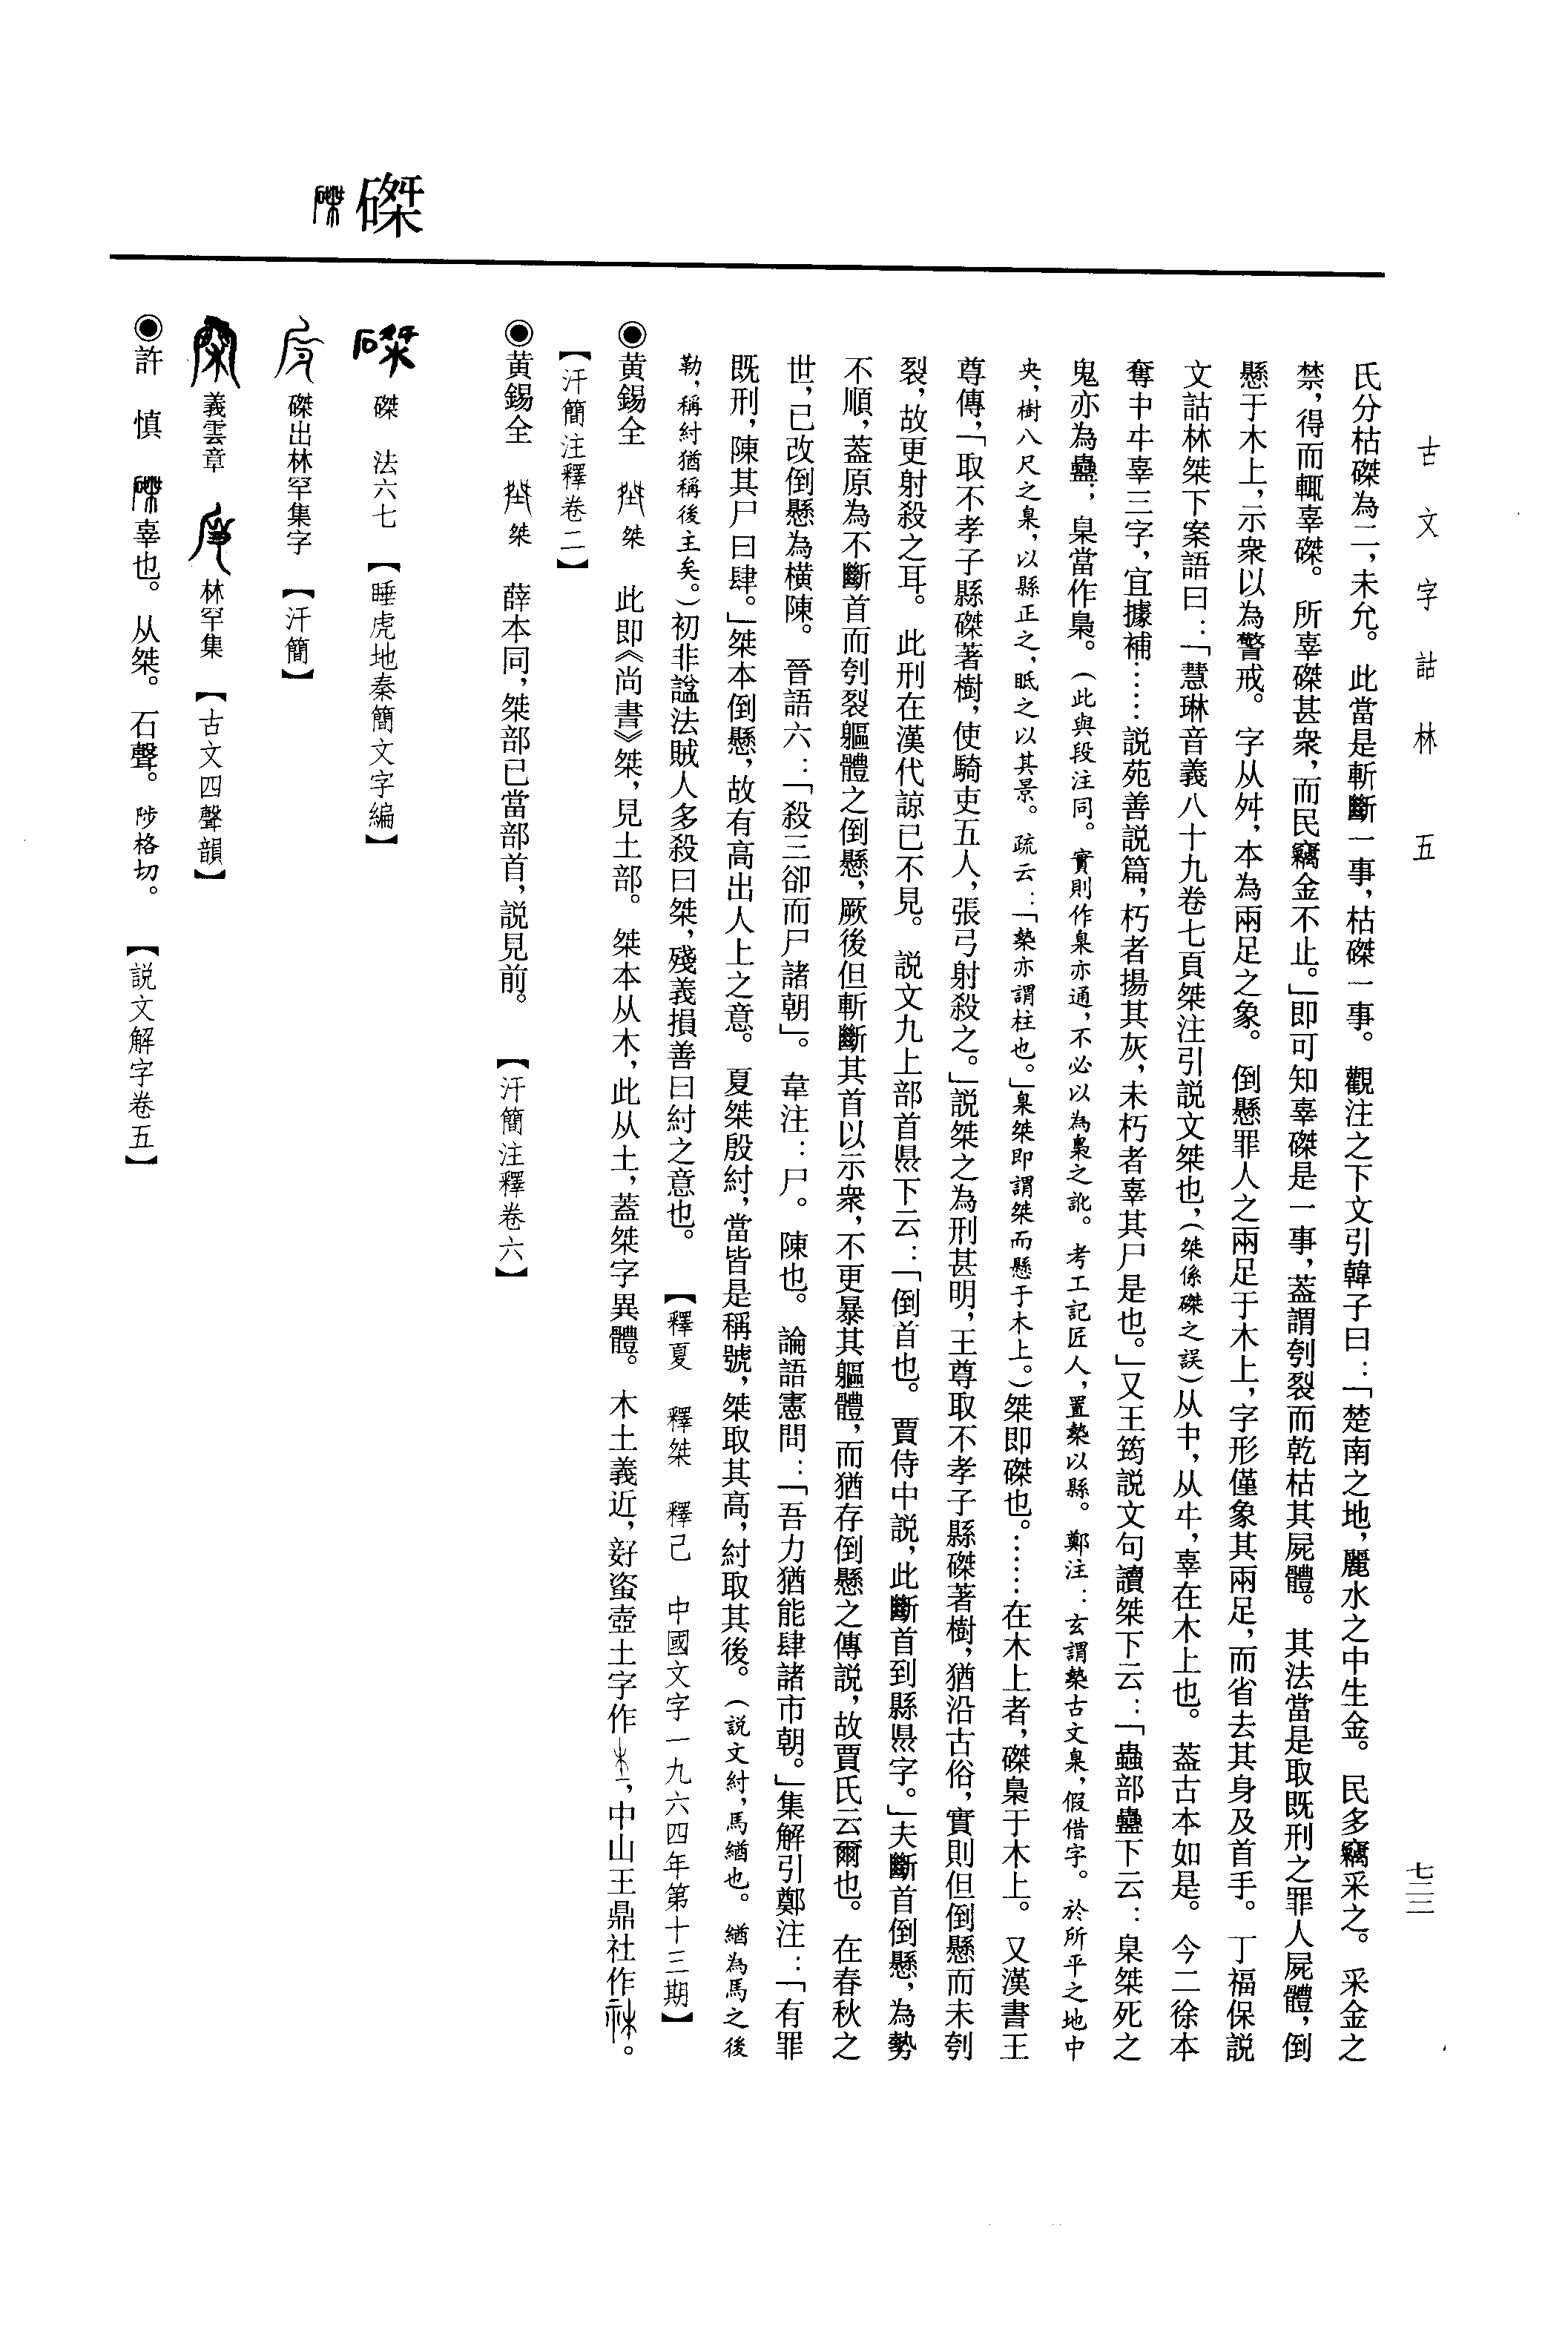 古文字詁林 五
七二二
氏分枯磔為二，未允。此當是斬斷一事，枯磔一事。觀注之下文引韓子曰：「楚南之地，麗水之中生金。民多竊采之。采金之
禁，得而輒辜磔。所辜磔甚衆，而民竊金不止。」即可知辜磔是一事，蓋謂刳裂而乾枯其屍體。其法當是取既刑之罪人屍體，倒
懸于木上，示衆以為警戒。字从舛，本為兩足之象。倒懸罪人之兩足于木上，字形僅象其兩足，而省去其身及首手。丁福保説
文詁林桀下案語曰：「慧琳音義八十九卷七頁桀注引説文桀也，（桀係磔之誤）从㐄，从㐄，辜在木上也。蓋古本如是。今二徐本
奪㐄辜三字，宜據補……説苑善説篇，朽者揚其灰，未朽者辜其尸是也。」又王筠説文句讀桀下云：「蟲部蠱下云：臬桀死之
鬼亦為蠱；臬當作梟。（此與段注同。實則作臬亦通，不必以為梟之訛。考工記匠人，置槷以縣。鄭注：玄謂槷古文臬，假借字。於所平之地中
央，樹八尺之臬，以縣正之，眡之以其景。疏云：「槷亦謂柱也。」臬桀即謂桀而懸于木上。）桀即磔也。……在木上者，磔梟于木上。又漢書王
尊傳，「取不孝子縣磔著樹，使騎吏五人，張弓射殺之。」説桀之為刑甚明，王尊取不孝子縣磔著樹，猶沿古俗，實則但倒懸而未刳
裂，故更射殺之耳。此刑在漢代諒已不見。説文九上部首𥄉下云：「倒首也。賈侍中説，此斷首到縣𥄉字。」夫斷首倒懸，為勢
不順，蓋原為不斷首而刳裂軀體之倒懸，厥後但斬斷其首以示衆，不更暴其軀體，而猶存倒懸之傳説，故賈氏云爾也。在春秋之
世，已改倒懸為橫陳。晉語六：「殺三郤而尸諸朝」。韋注：尸。陳也。論語憲問：「吾力猶能肆諸市朝。」集解引鄭注：「有罪
既刑，陳其尸曰肆。」桀本倒懸，故有高出人上之意。夏桀殷紂，當皆是稱號，桀取其高，紂取其後。（説文紂，馬緧也。緧為馬之後
勒，稱紂猶稱後主矣。）初非諡法賊人多殺曰桀，殘義損善曰紂之意也。【釋夏 釋桀 釋己 中國文字一九六四年第十三期】
◉黄錫全 桀 此即《尚書》桀，見土部。桀本从木，此从土，蓋桀字異體。木土義近，𡥆盗壺土字作，中山王鼎社作。
【汗簡注釋卷二】
◉黄錫全 桀 薛本同，桀部已當部首，説見前。【汗簡注釋卷六】
磔
磔 法六七 【睡虎地秦簡文字編】
磔出林罕集字 【汗簡】
義雲章 林罕集 【古文四聲韻】
◉許 慎 辜也。从桀。石聲。陟格切。【説文解字卷五】